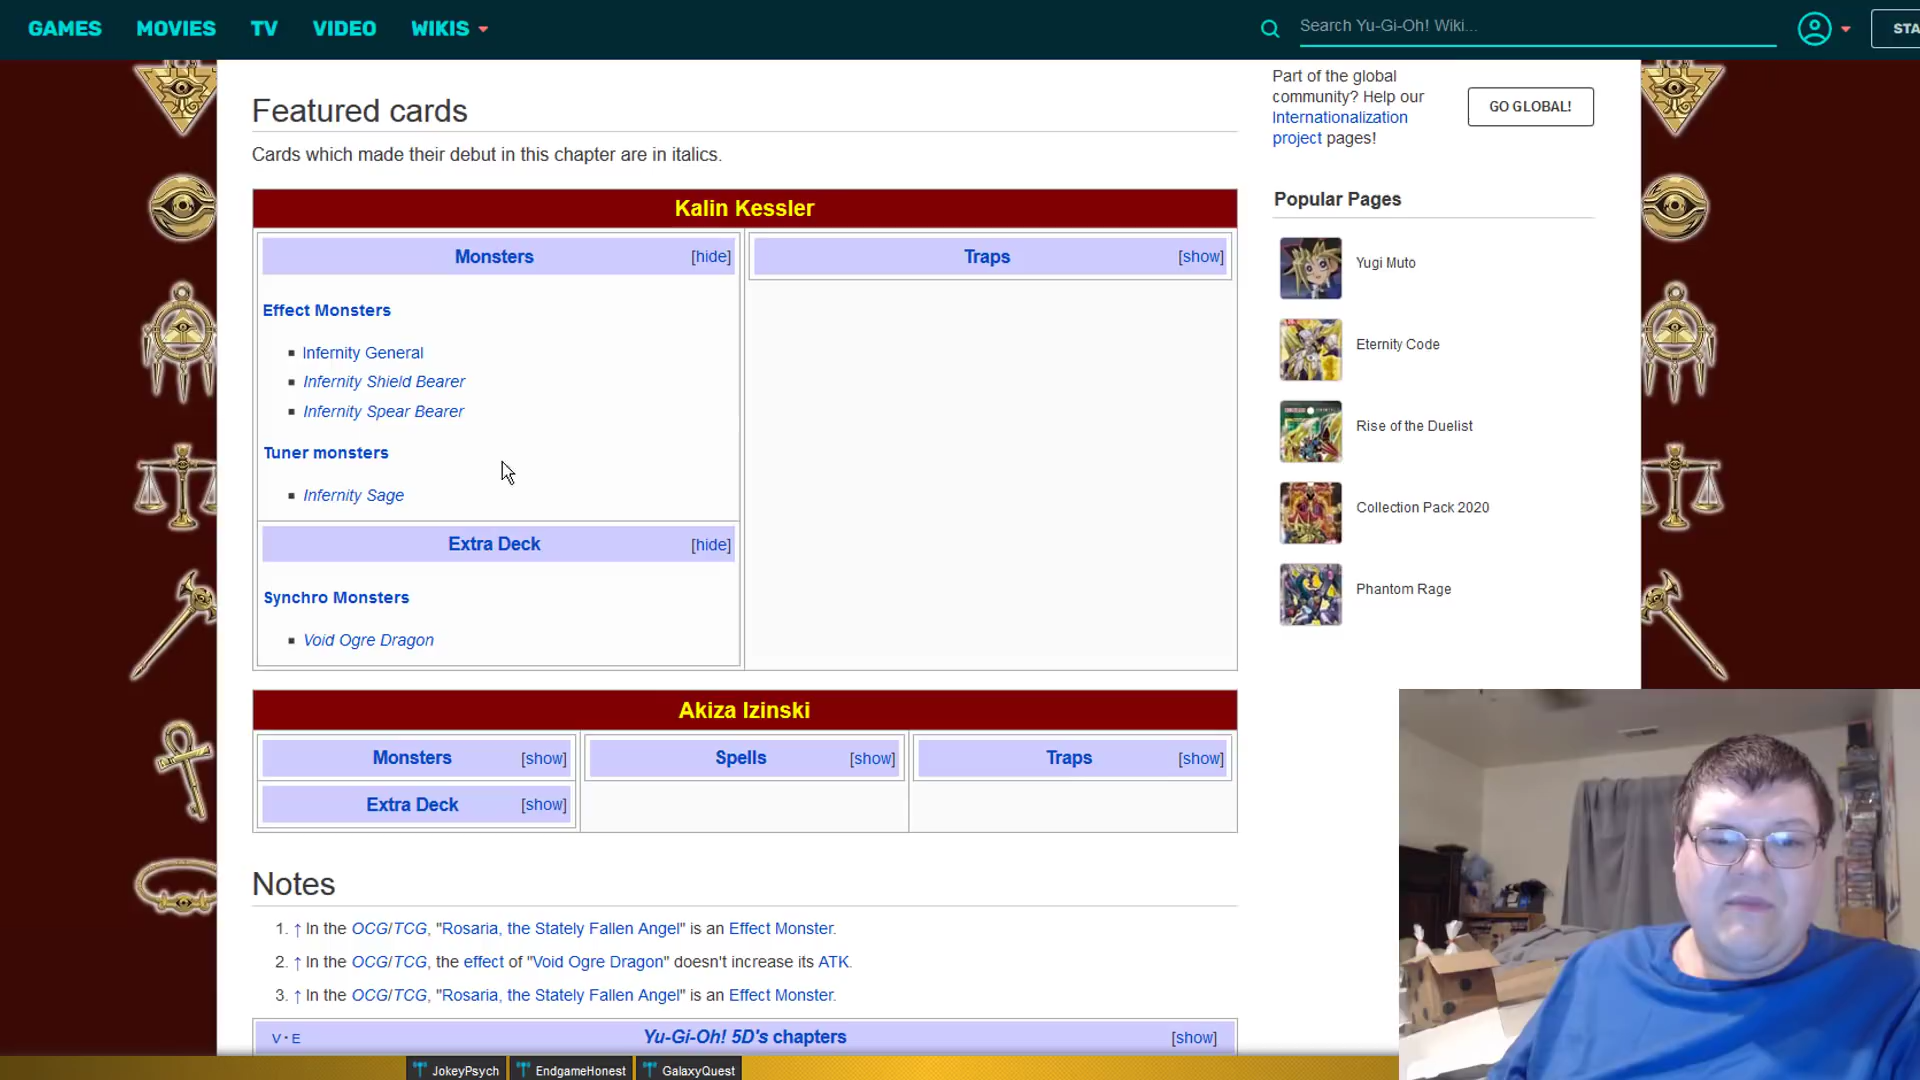 GAMES MOVIES TV VIDEO WIKIS
Search Yu-Gi-Oh! Wiki...
STA
Featured cards
Cards which made their debut in this chapter are in italics.
Kalin Kessler
Monsters [hide]
Traps [show]
Effect Monsters
Infernity General
Infernity Shield Bearer
Infernity Spear Bearer
Tuner monsters
Infernity Sage
Extra Deck [hide]
Synchro Monsters
Void Ogre Dragon
Akiza Izinski
Monsters [show]
Spells [show]
Traps [show]
Extra Deck [show]
Notes
1. ↑ In the OCG/TCG, "Rosaria, the Stately Fallen Angel" is an Effect Monster.
2. ↑ In the OCG/TCG, the effect of "Void Ogre Dragon" doesn't increase its ATK.
3. ↑ In the OCG/TCG, "Rosaria, the Stately Fallen Angel" is an Effect Monster.
V • E Yu-Gi-Oh! 5D's chapters [show]
Part of the global
community? Help our
Internationalization
project pages!
GO GLOBAL!
Popular Pages
Yugi Muto
Eternity Code
Rise of the Duelist
Collection Pack 2020
Phantom Rage
JokeyPsych EndgameHonest GalaxyQuest